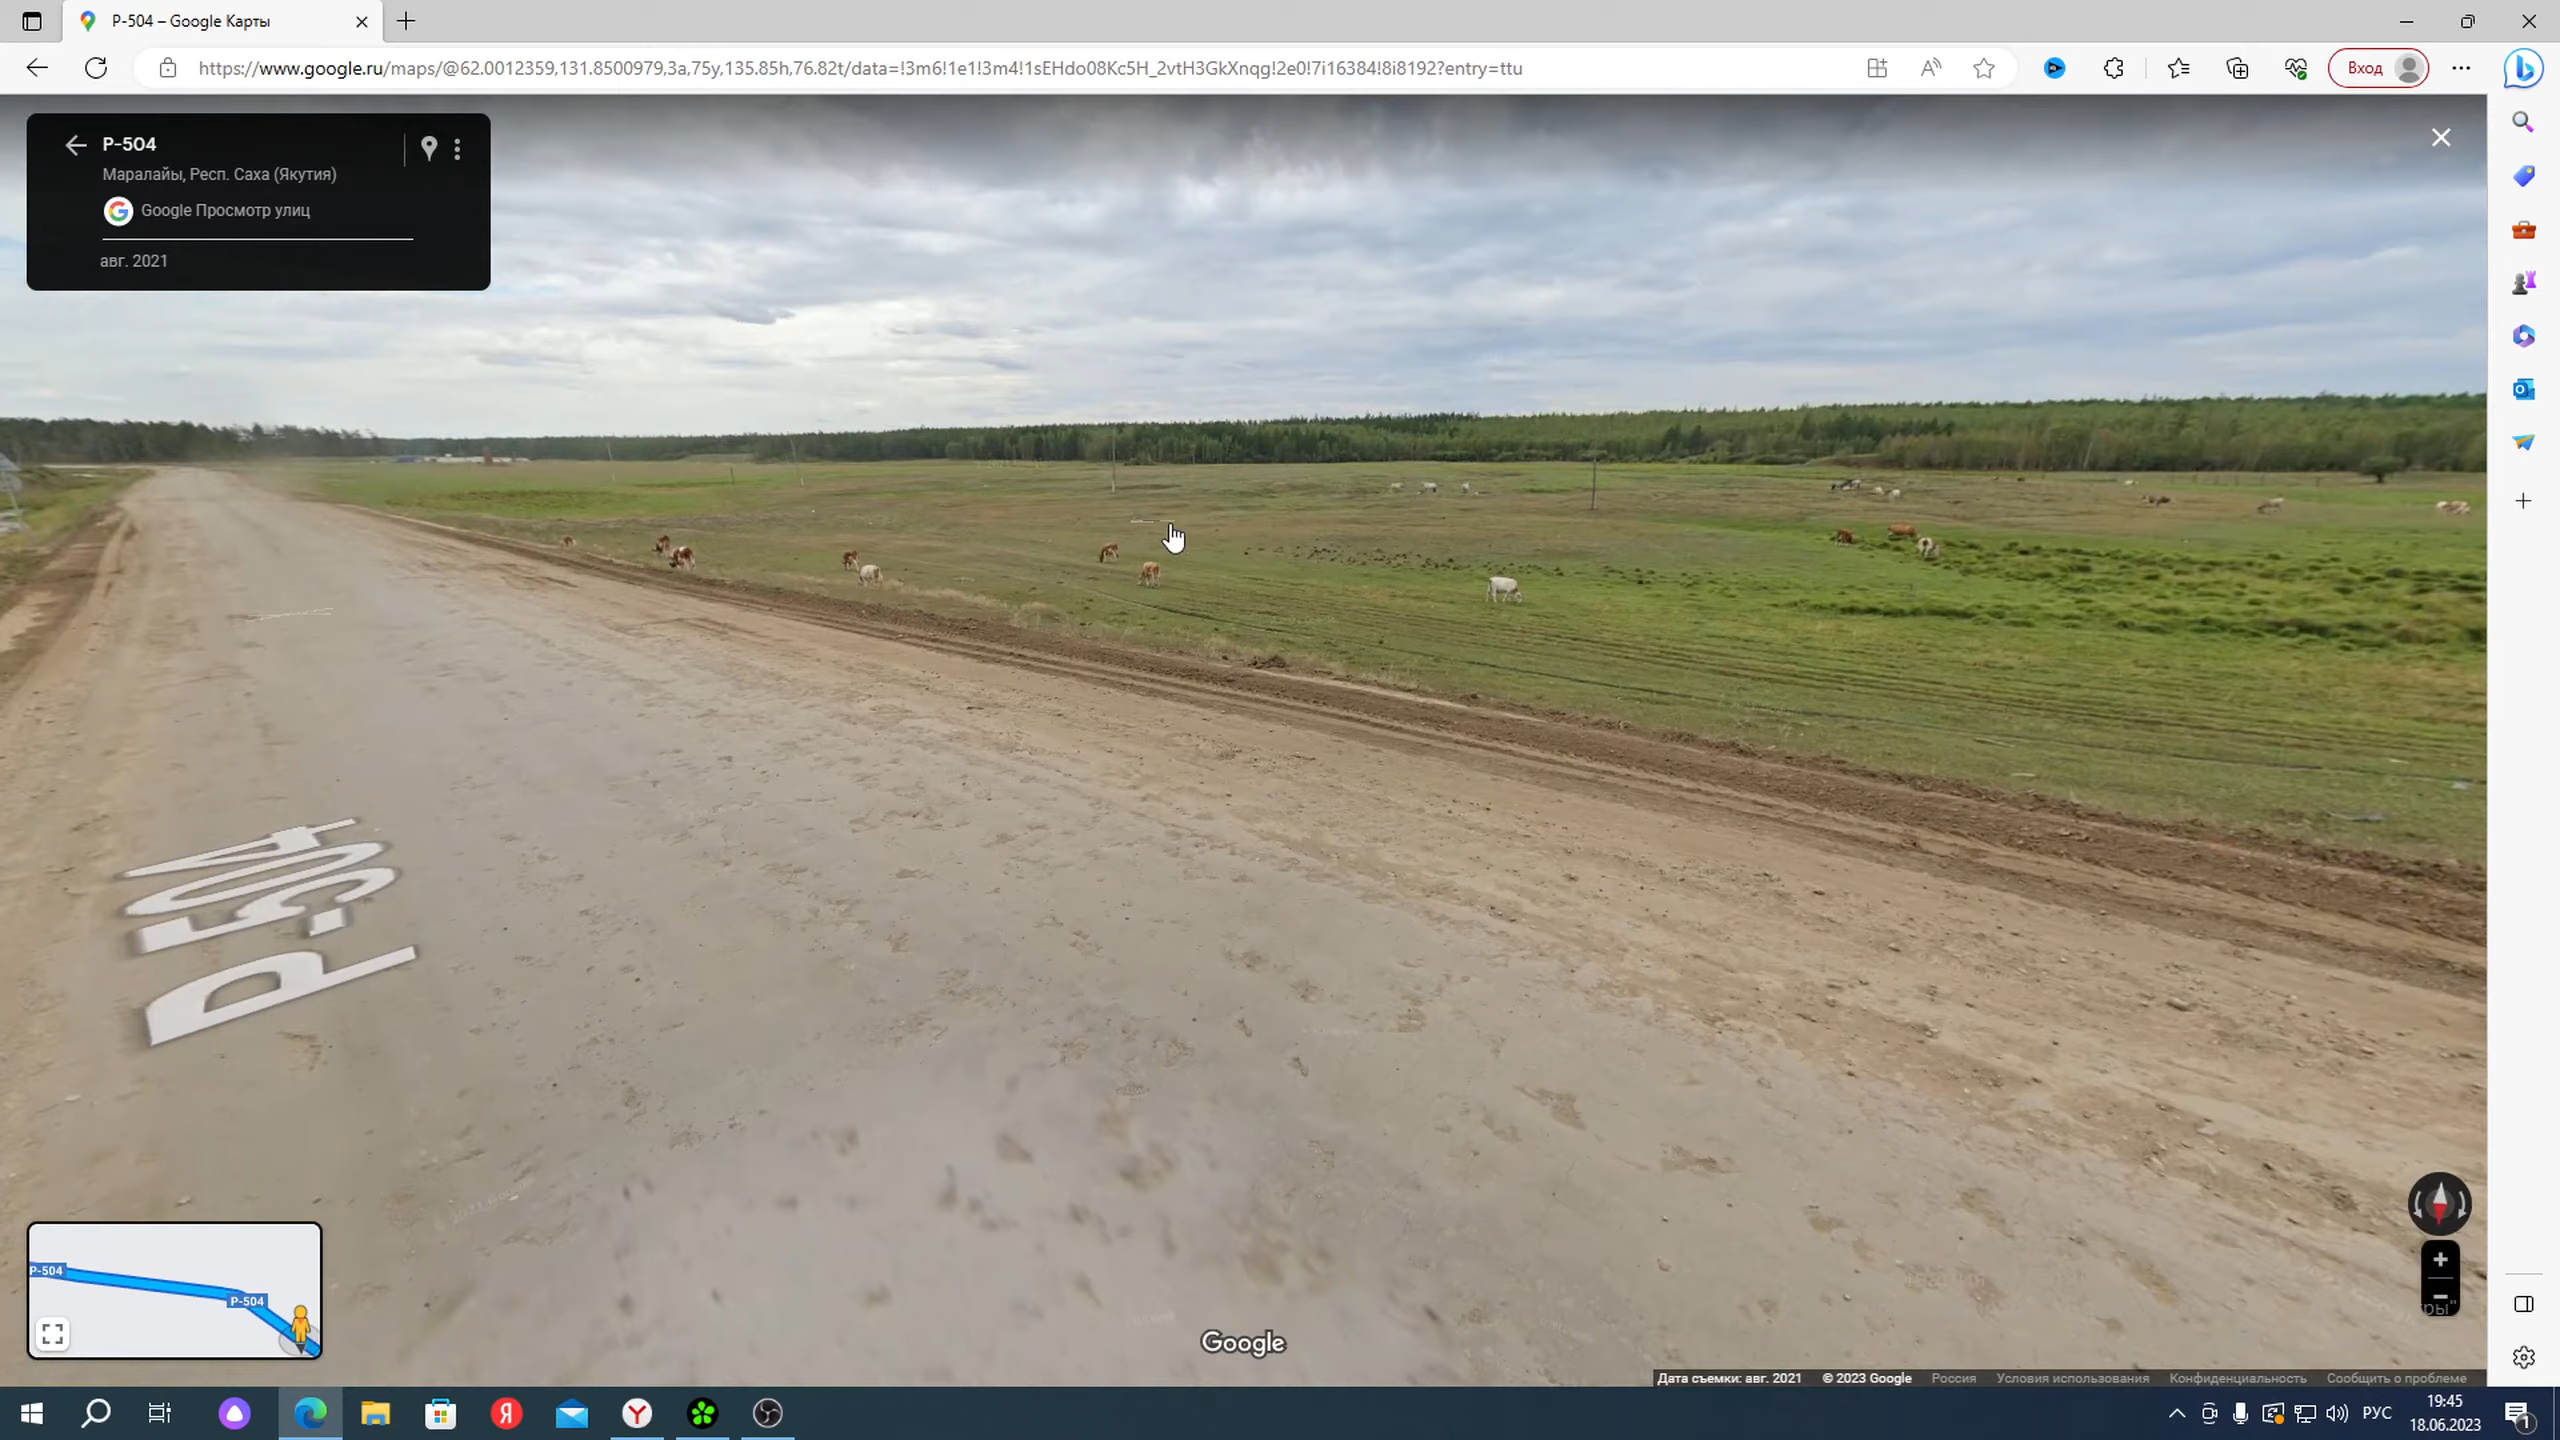 Р-504 – Google Карты
https://www.google.ru/maps/@62.0012359,131.8500979,3a,75y,135.85h,76.82t/data=!3m6!1e1!3m4!1sEHdo08Kc5H_2vtH3GkXnqg!2e0!7i16384!8i8192?entry=ttu
Вход
Р-504
Маралайы, Респ. Саха (Якутия)
Google Просмотр улиц
авг. 2021
Р-504
Р-504
Р-504
Google
Дата съемки: авг. 2021 © 2023 Google Россия Условия использования Конфиденциальность Сообщить о проблеме
РУС
19:45
18.06.2023
1